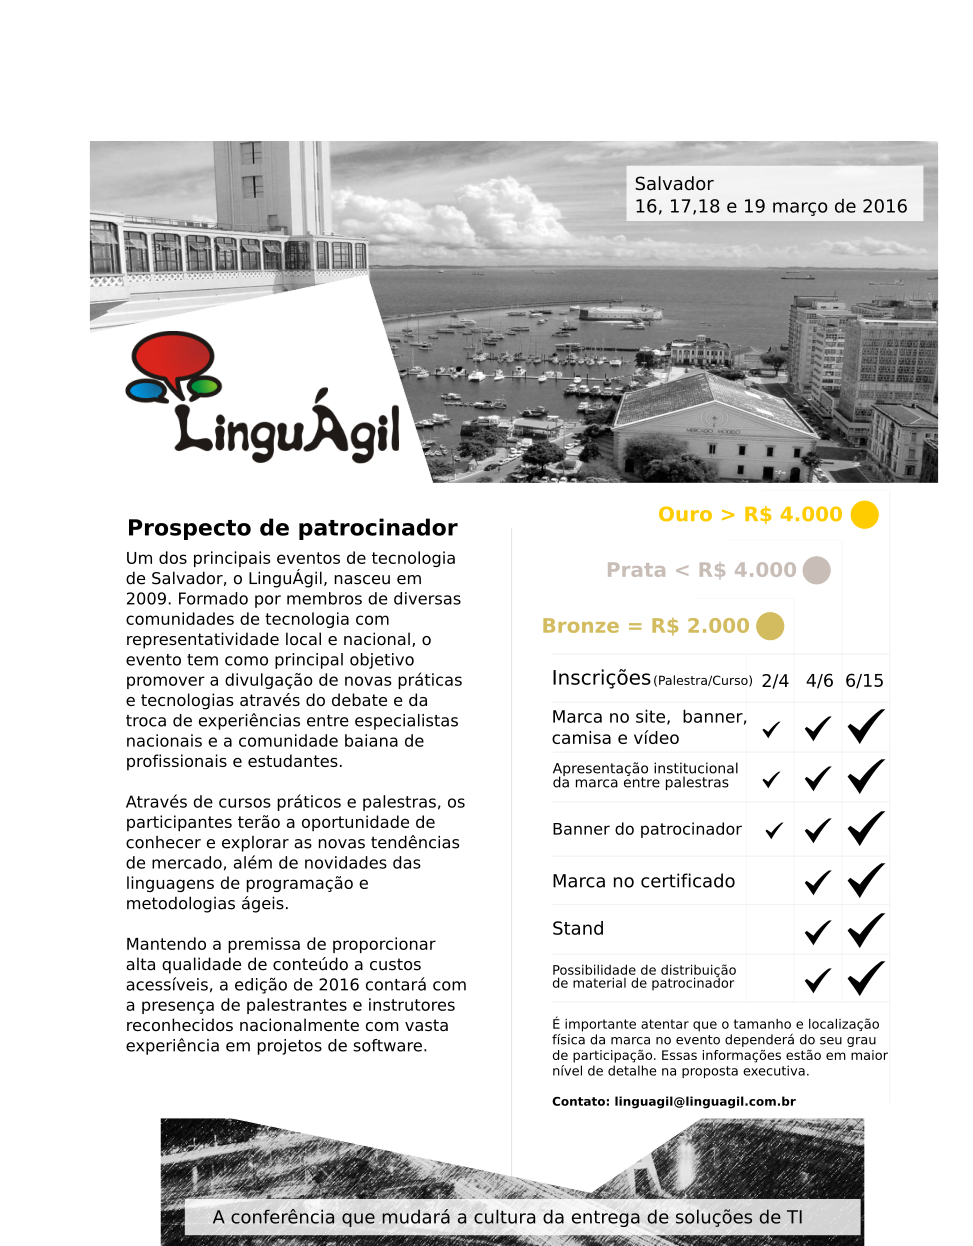 Salvador
16, 17,18 e 19 março de 2016
LinguÁgil
MERCADO MODELO
Prospecto de patrocinador
Um dos principais eventos de tecnologia
de Salvador, o LinguÁgil, nasceu em
2009. Formado por membros de diversas
comunidades de tecnologia com
representatividade local e nacional, o
evento tem como principal objetivo
promover a divulgação de novas práticas
e tecnologias através do debate e da
troca de experiências entre especialistas
nacionais e a comunidade baiana de
profissionais e estudantes.
Através de cursos práticos e palestras, os
participantes terão a oportunidade de
conhecer e explorar as novas tendências
de mercado, além de novidades das
linguagens de programação e
metodologias ágeis.
Mantendo a premissa de proporcionar
alta qualidade de conteúdo a custos
acessíveis, a edição de 2016 contará com
a presença de palestrantes e instrutores
reconhecidos nacionalmente com vasta
experiência em projetos de software.
Ouro > R$ 4.000
Prata < R$ 4.000
Bronze = R$ 2.000
Inscrições (Palestra/Curso) 2/4 4/6 6/15
Marca no site, banner,
camisa e vídeo
Apresentação institucional
da marca entre palestras
Banner do patrocinador
Marca no certificado
Stand
Possibilidade de distribuição
de material de patrocinador
É importante atentar que o tamanho e localização
física da marca no evento dependerá do seu grau
de participação. Essas informações estão em maior
nível de detalhe na proposta executiva.
Contato: linguagil@linguagil.com.br
A conferência que mudará a cultura da entrega de soluções de TI